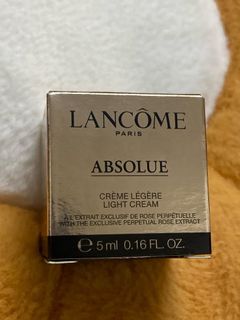 LANCÔME
PARIS
ABSOLUE
CRÈME LÉGÈRE
LIGHT CREAM
À L'EXTRAIT EXCLUSIF DE ROSE PERPÉTUELLE
WITH THE EXCLUSIVE PERPETUAL ROSE EXTRACT
℮ 5 ml 0.16 FL. OZ.